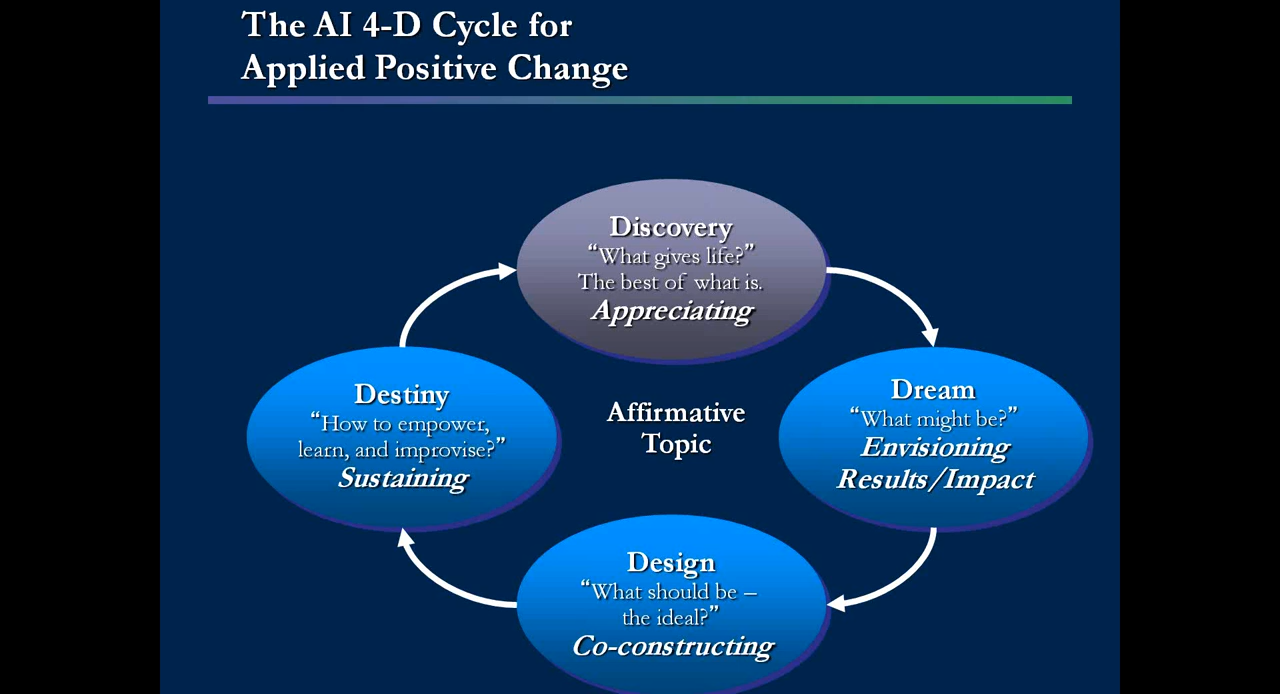 The AI 4-D Cycle for
Applied Positive Change
Discovery
“What gives life?”
The best of what is.
Appreciating
Destiny
“How to empower,
learn, and improvise?”
Sustaining
Affirmative
Topic
Dream
“What might be?”
Envisioning
Results/Impact
Design
“What should be –
the ideal?”
Co-constructing